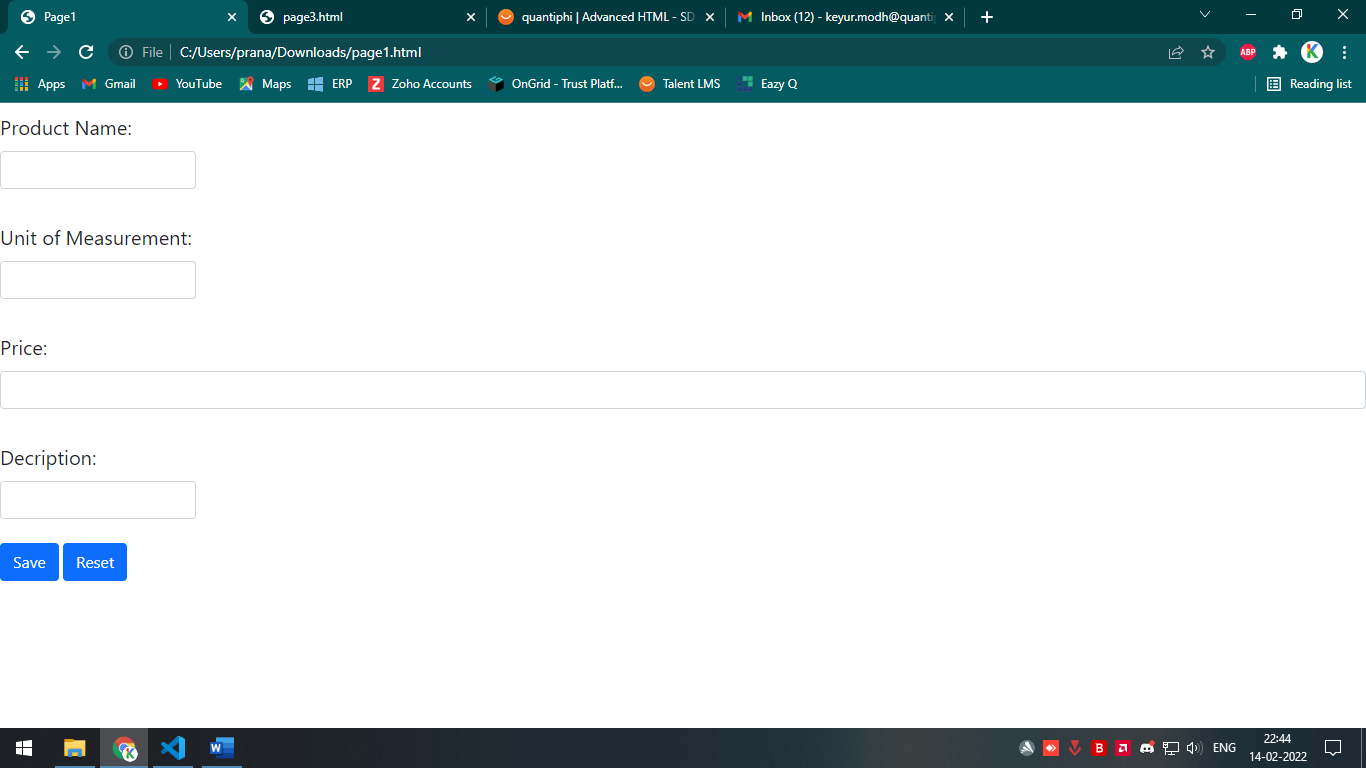 Page1
page3.html
quantiphi | Advanced HTML - SD
Inbox (12) - keyur.modh@quanti
File
C:/Users/prana/Downloads/page1.html
ABP
K
Apps
Gmail
YouTube
Maps
ERP
Z
Zoho Accounts
OnGrid - Trust Platf...
Talent LMS
Eazy Q
Reading list
Product Name:
Unit of Measurement:
Price:
Decription:
Save
Reset
K
W
B
ENG
22:44
14-02-2022